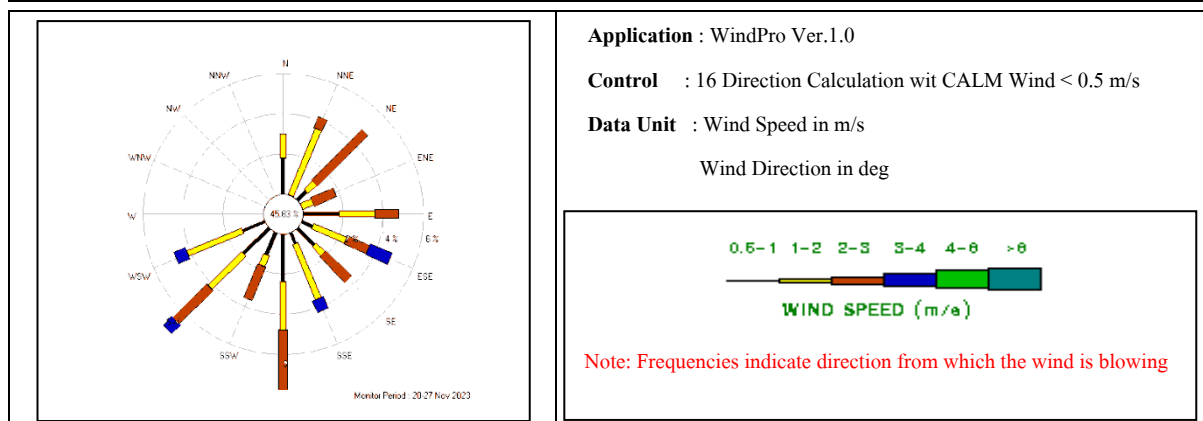 N
NNW
NNE
NW
NE
WNW
ENE
W
45.83 %
E
2 %
4 %
6 %
WSW
ESE
SE
SSW
SSE
Monitor Period : 20-27 Nov 2023
Application : WindPro Ver.1.0
Control : 16 Direction Calculation wit CALM Wind < 0.5 m/s
Data Unit : Wind Speed in m/s
Wind Direction in deg
0.5-1 1-2 2-3 3-4 4-6 >6
WIND SPEED (m/s)
Note: Frequencies indicate direction from which the wind is blowing